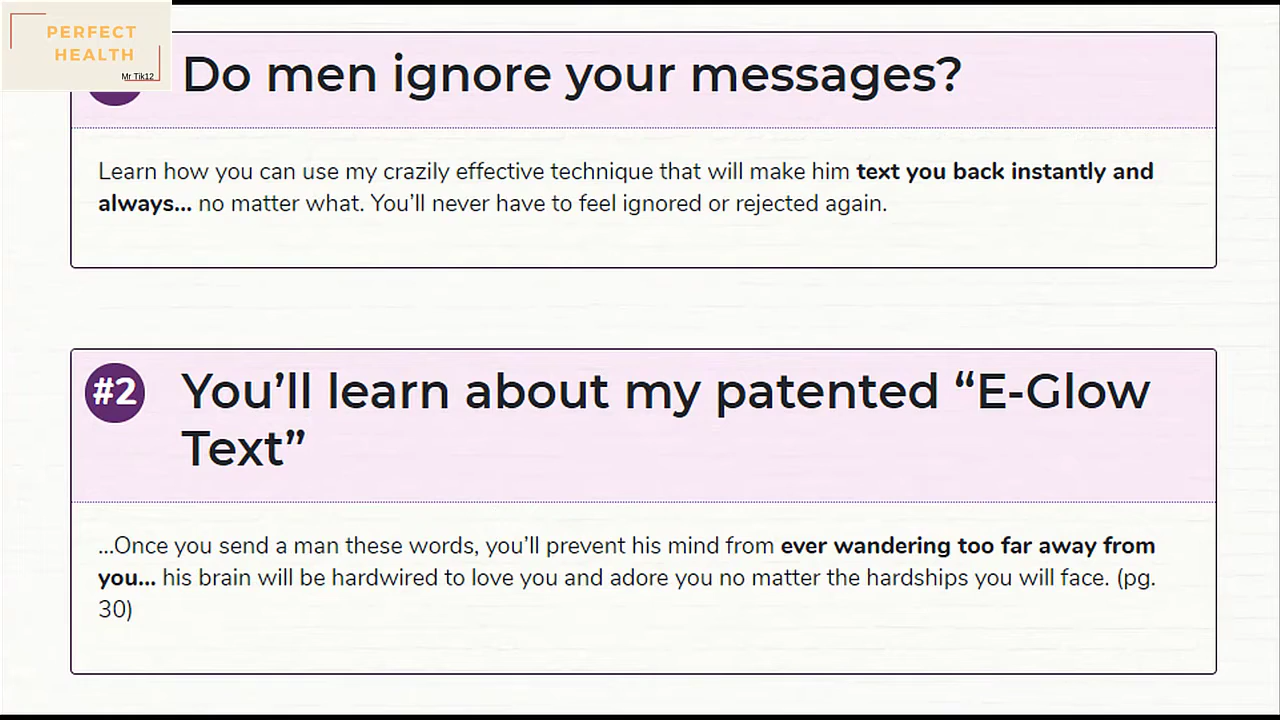 PERFECT
HEALTH
Mr Tik12
Do men ignore your messages?
Learn how you can use my crazily effective technique that will make him text you back instantly and
always... no matter what. You’ll never have to feel ignored or rejected again.
#2
You’ll learn about my patented “E-Glow
Text”
...Once you send a man these words, you’ll prevent his mind from ever wandering too far away from
you... his brain will be hardwired to love you and adore you no matter the hardships you will face. (pg.
30)